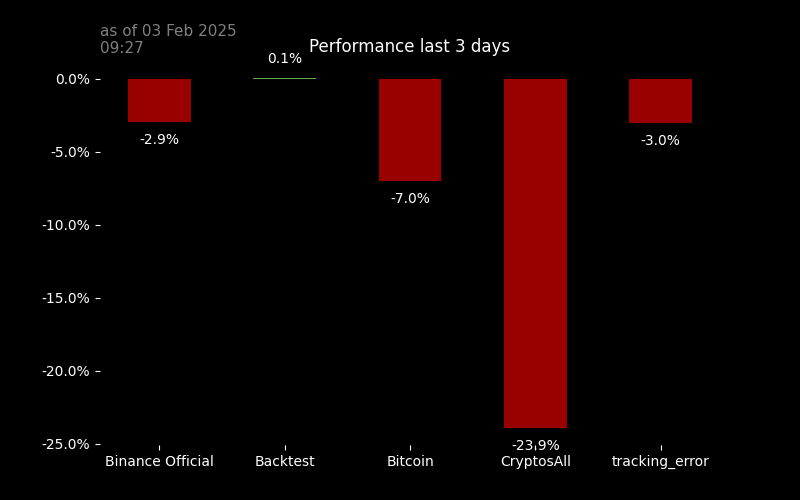 as of 03 Feb 2025
09:27
Performance last 3 days
0.1%
0.0%
-2.9%
-3.0%
-5.0%
-7.0%
-10.0%
-15.0%
-20.0%
-25.0%
-23.9%
Binance Official
Backtest
Bitcoin
CryptosAll
tracking_error